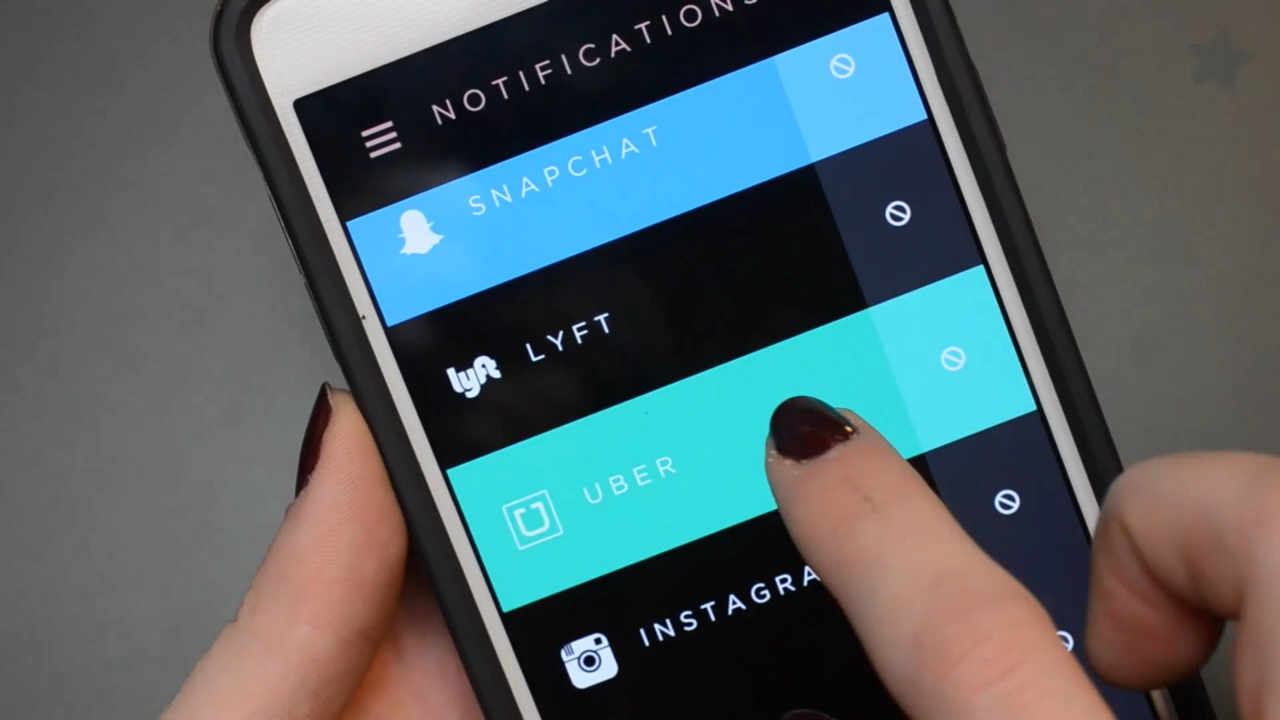 NOTIFICATIONS
SNAPCHAT
lyft LYFT
UBER
INSTAGRA